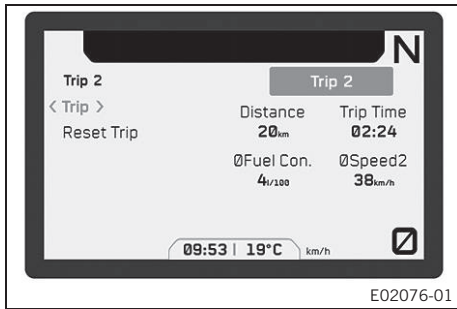 N
Trip 2
Trip 2
< Trip >
Reset Trip
Distance Trip Time
20km 02:24
ØFuel Con. ØSpeed2
4l/100 38km/h
0
09:53 | 19°C km/h
E02076-01